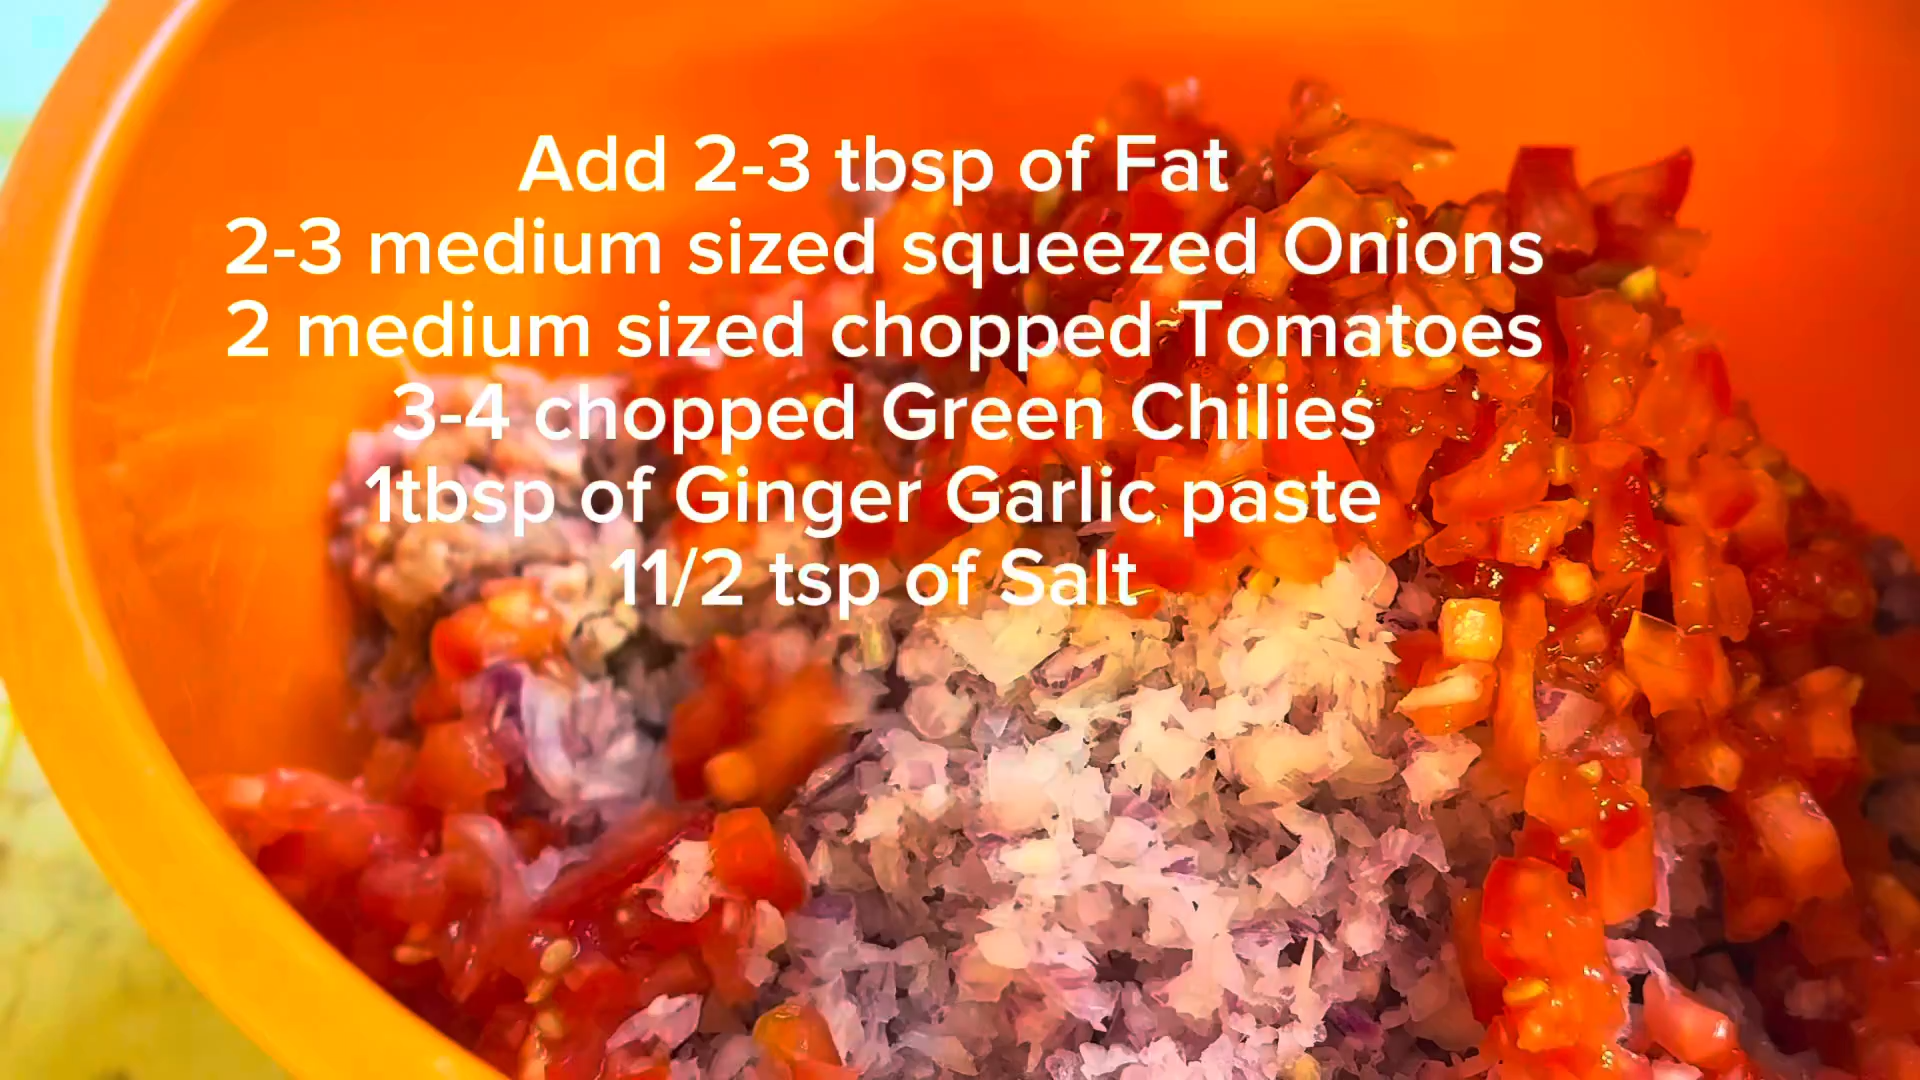 Add 2-3 tbsp of Fat
2-3 medium sized squeezed Onions
2 medium sized chopped Tomatoes
3-4 chopped Green Chilies
1tbsp of Ginger Garlic paste
11/2 tsp of Salt